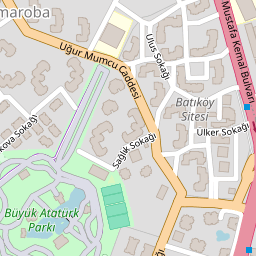 maroba
Uğur Mumcu Caddesi
Ulus Sokağı
Mustafa Kemal Bulvarı
Batıköy
Sitesi
Ülker Sokağı
kova Sokağı
Sağlık Sokağı
Büyük Atatürk
Parkı